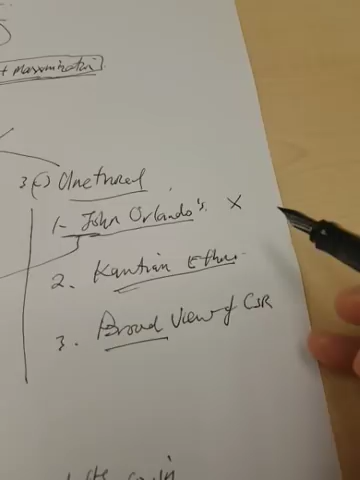 3 (-) Unethical
1- John Orlando's. X
2. Kantian Ethics.
3. Broad View of CSR